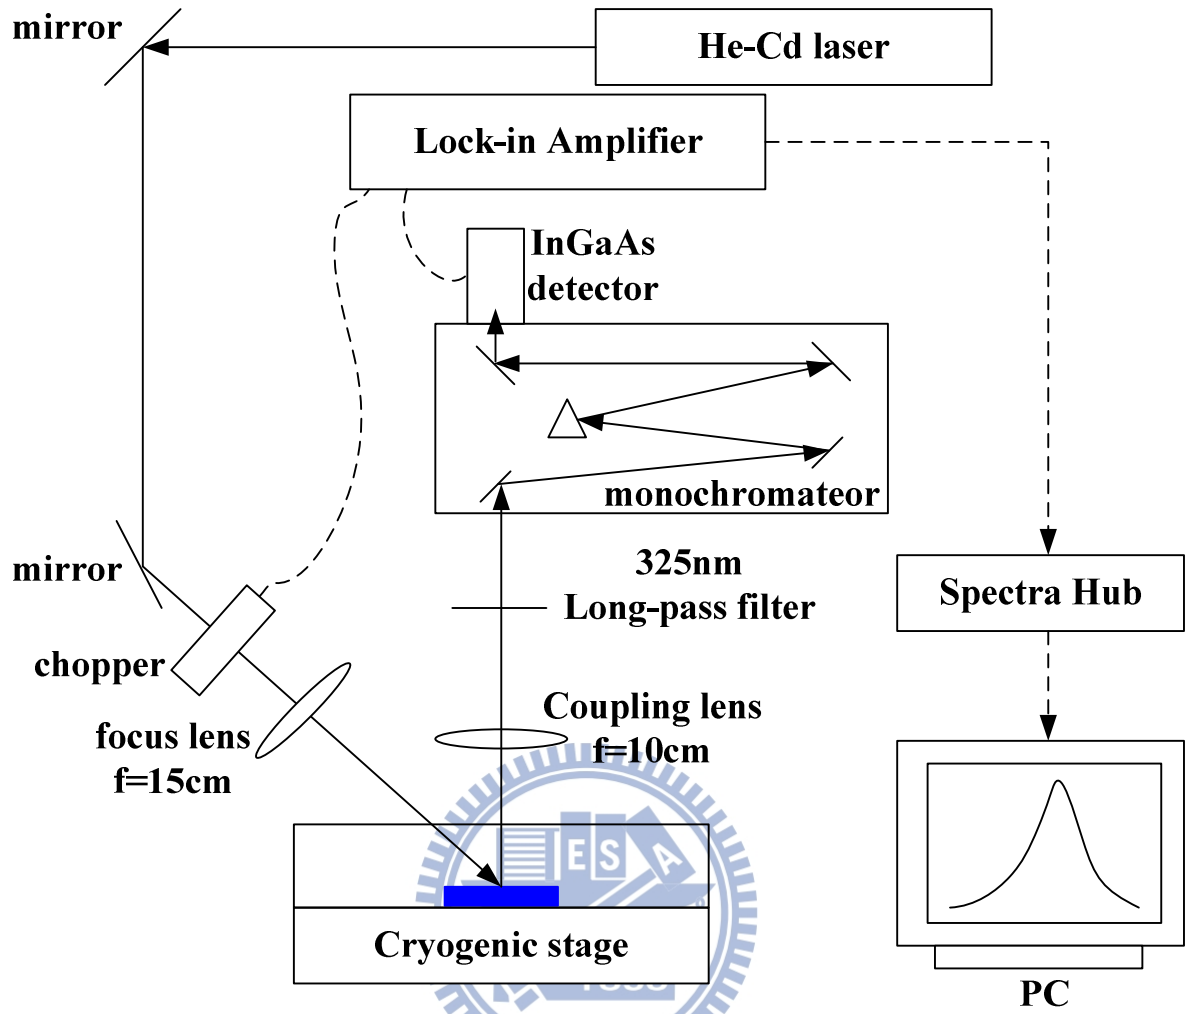 mirror
He-Cd laser
Lock-in Amplifier
InGaAs
detector
monochromateor
mirror
325nm
Long-pass filter
Spectra Hub
chopper
focus lens
f=15cm
Coupling lens
f=10cm
E S A
Cryogenic stage
PC